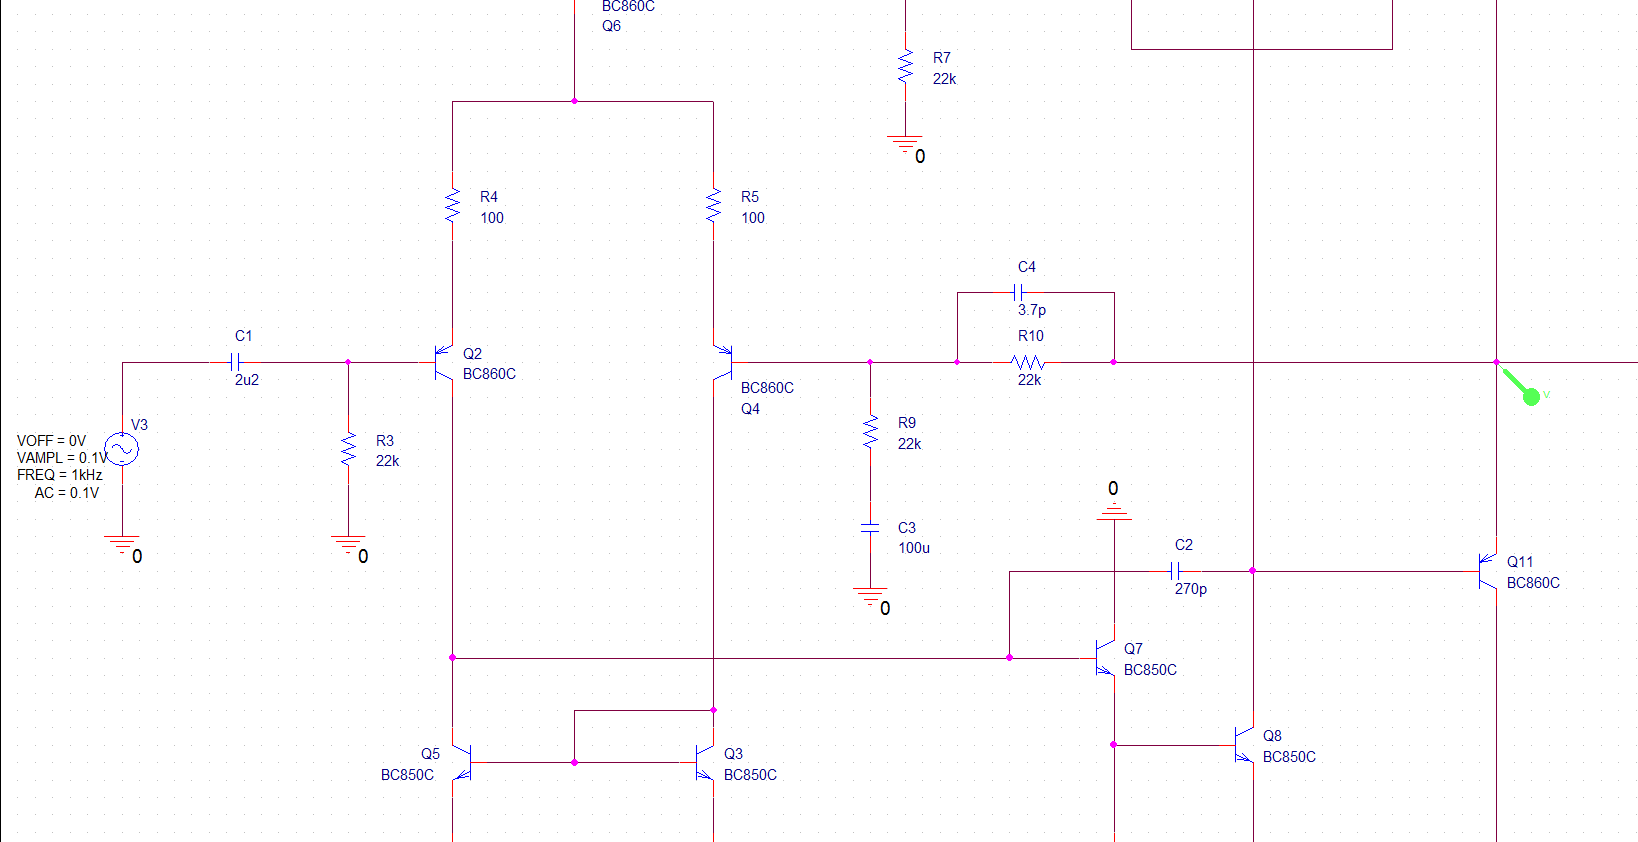 BC860C
Q6
R7
22k
0
R4
100
R5
100
C4
3.7p
C1
2u2
R10
22k
Q2
BC860C
BC860C
Q4
V3
VOFF = 0V
VAMPL = 0.1V
FREQ = 1kHz
AC = 0.1V
R3
22k
R9
22k
0
0
0
C3
100u
0
C2
270p
Q11
BC860C
Q7
BC850C
Q5
BC850C
Q3
BC850C
Q8
BC850C
V